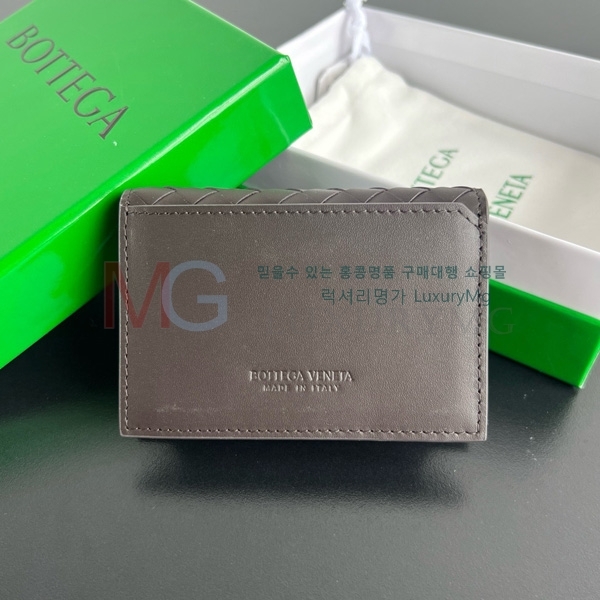 BOTTEGA
BOTTEGA
VENETA
MG
믿을수 있는 홍콩명품 구매대행 쇼핑몰
럭셔리명가 LuxuryMg
LUXURYMG
BOTTEGA VENETA
MADE IN ITALY